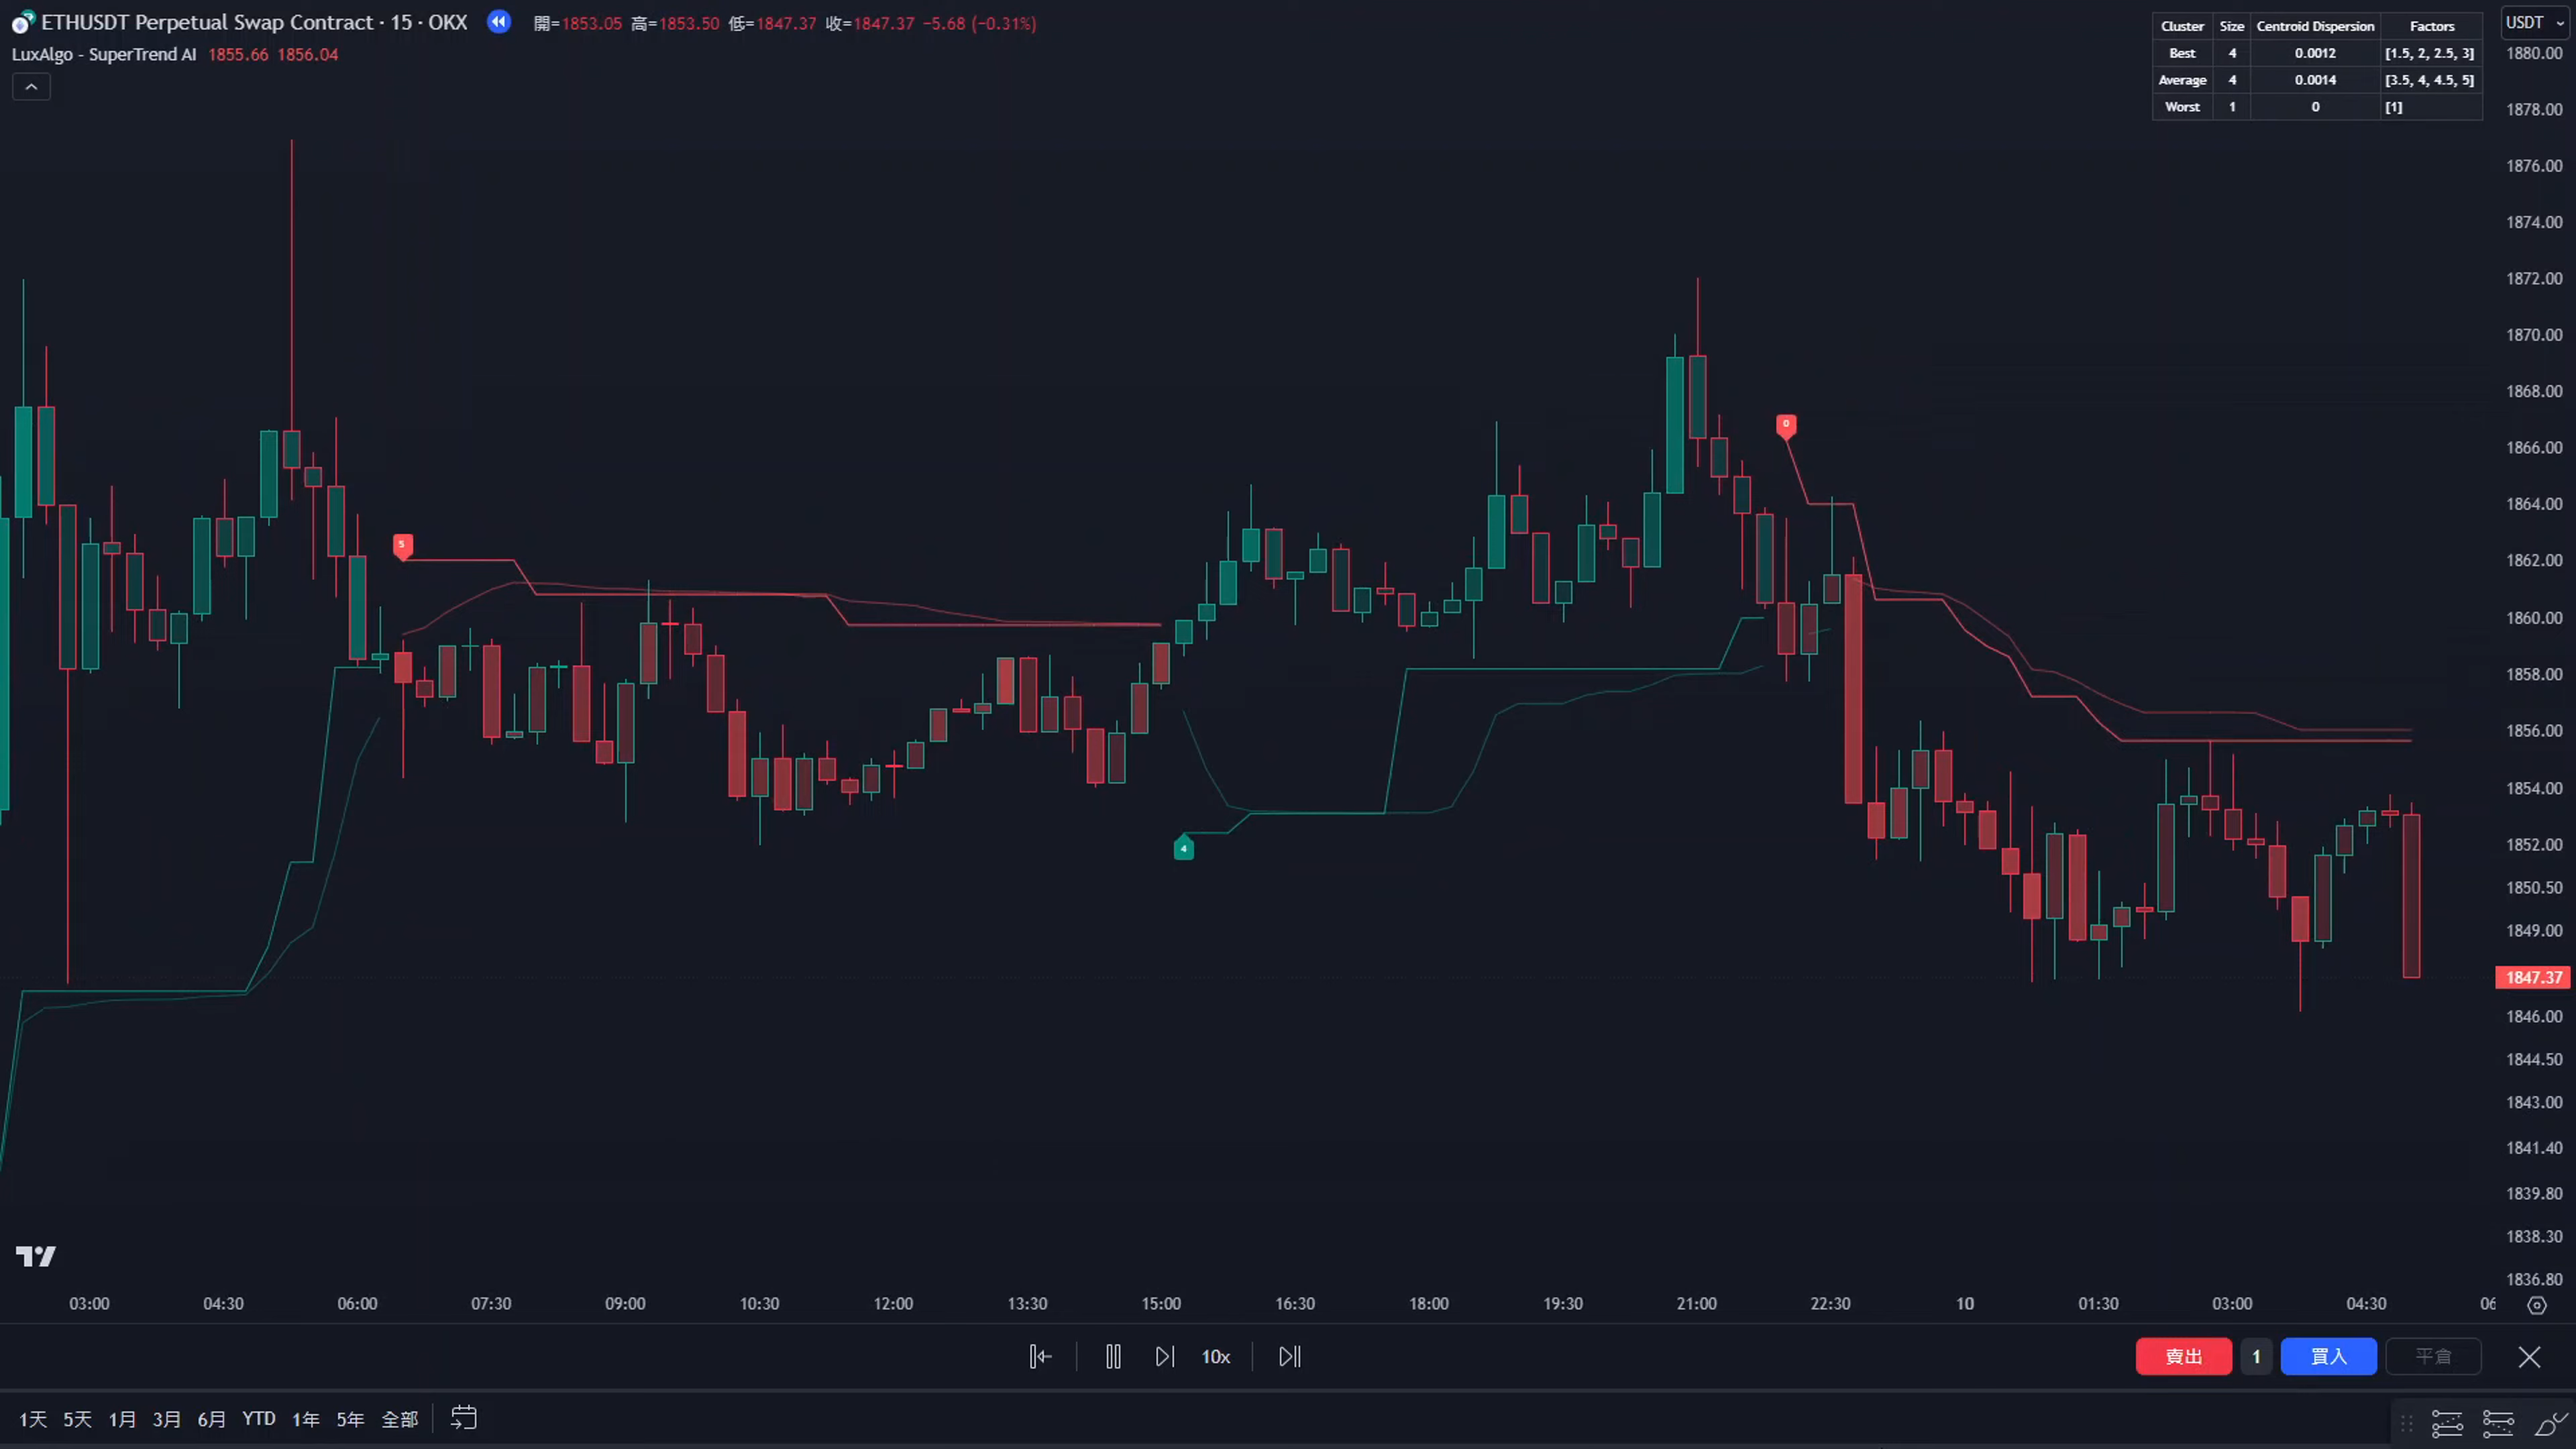 ETHUSDT Perpetual Swap Contract · 15 · OKX 開=1853.05 高=1853.50 低=1847.37 收=1847.37 −5.68 (−0.31%)
LuxAlgo - SuperTrend AI 1855.66 1856.04
Cluster Size Centroid Dispersion Factors
Best 4 0.0012 [1.5, 2, 2.5, 3]
Average 4 0.0014 [3.5, 4, 4.5, 5]
Worst 1 0 [1]
USDT
1880.00
1878.00
1876.00
1874.00
1872.00
1870.00
1868.00
1866.00
1864.00
1862.00
1860.00
1858.00
1856.00
1854.00
1852.00
1850.50
1849.00
1847.37
1846.00
1844.50
1843.00
1841.40
1839.80
1838.30
1836.80
0
5
4
03:00 04:30 06:00 07:30 09:00 10:30 12:00 13:30 15:00 16:30 18:00 19:30 21:00 22:30 10 01:30 03:00 04:30 06
10x
賣出 1 買入 平倉
1天 5天 1月 3月 6月 YTD 1年 5年 全部